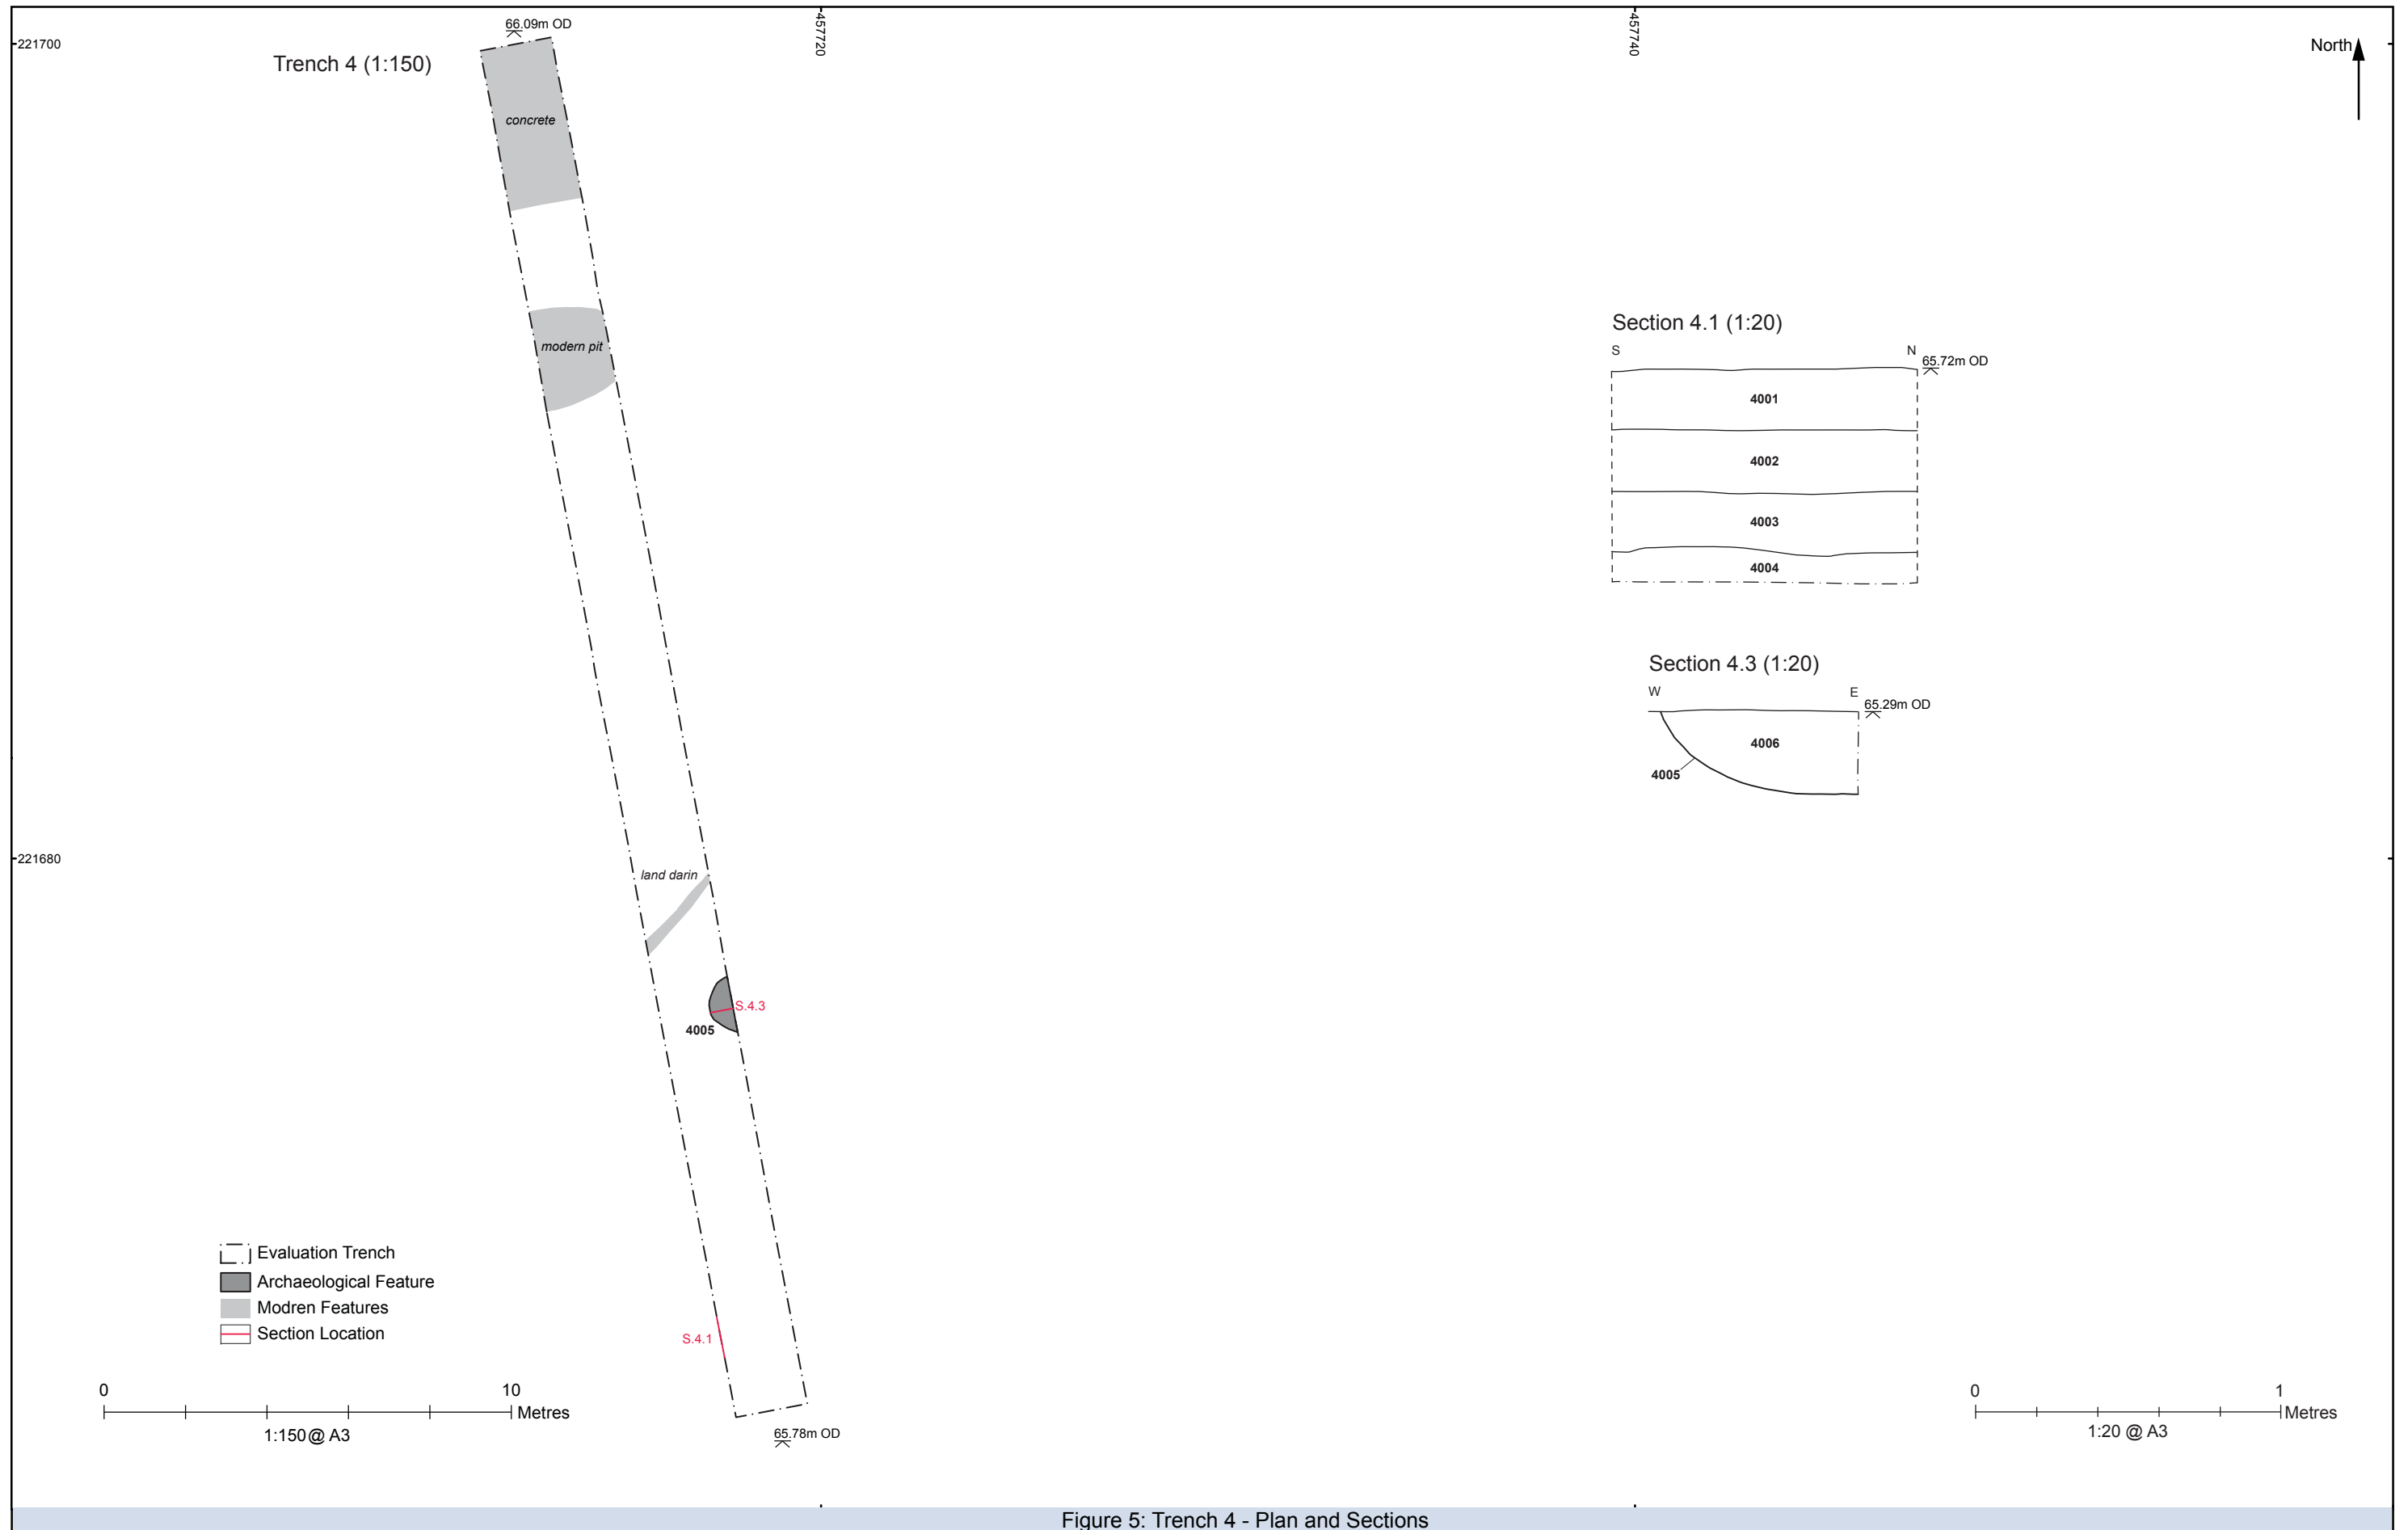 66.09m OD
457720
457740
221700
North
Trench 4 (1:150)
concrete
Section 4.1 (1:20)
modern pit
S
N
65.72m OD
4001
4002
4003
4004
Section 4.3 (1:20)
W
E
65.29m OD
4006
4005
221680
land darin
S.4.3
4005
Evaluation Trench
Archaeological Feature
Modren Features
Section Location
S.4.1
0
10
Metres
1:150@ A3
65.78m OD
0
1
Metres
1:20 @ A3
Figure 5: Trench 4 - Plan and Sections